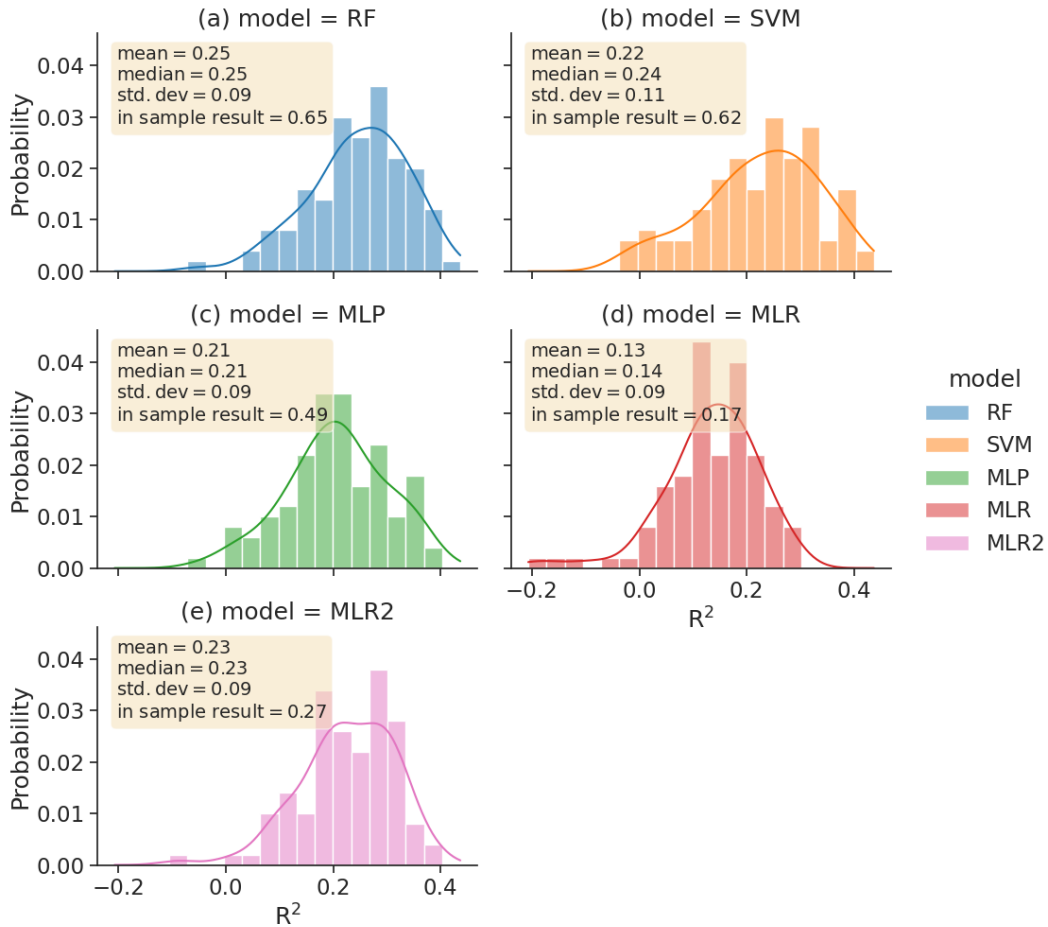 (a) model = RF
mean = 0.25
median = 0.25
std. dev = 0.09
in sample result = 0.65
Probability
0.04
0.03
0.02
0.01
0.00
(b) model = SVM
mean = 0.22
median = 0.24
std. dev = 0.11
in sample result = 0.62
(c) model = MLP
mean = 0.21
median = 0.21
std. dev = 0.09
in sample result = 0.49
Probability
0.04
0.03
0.02
0.01
0.00
(d) model = MLR
mean = 0.13
median = 0.14
std. dev = 0.09
in sample result = 0.17
−0.2 0.0 0.2 0.4
R²
model
RF
SVM
MLP
MLR
MLR2
(e) model = MLR2
mean = 0.23
median = 0.23
std. dev = 0.09
in sample result = 0.27
Probability
0.04
0.03
0.02
0.01
0.00
−0.2 0.0 0.2 0.4
R²